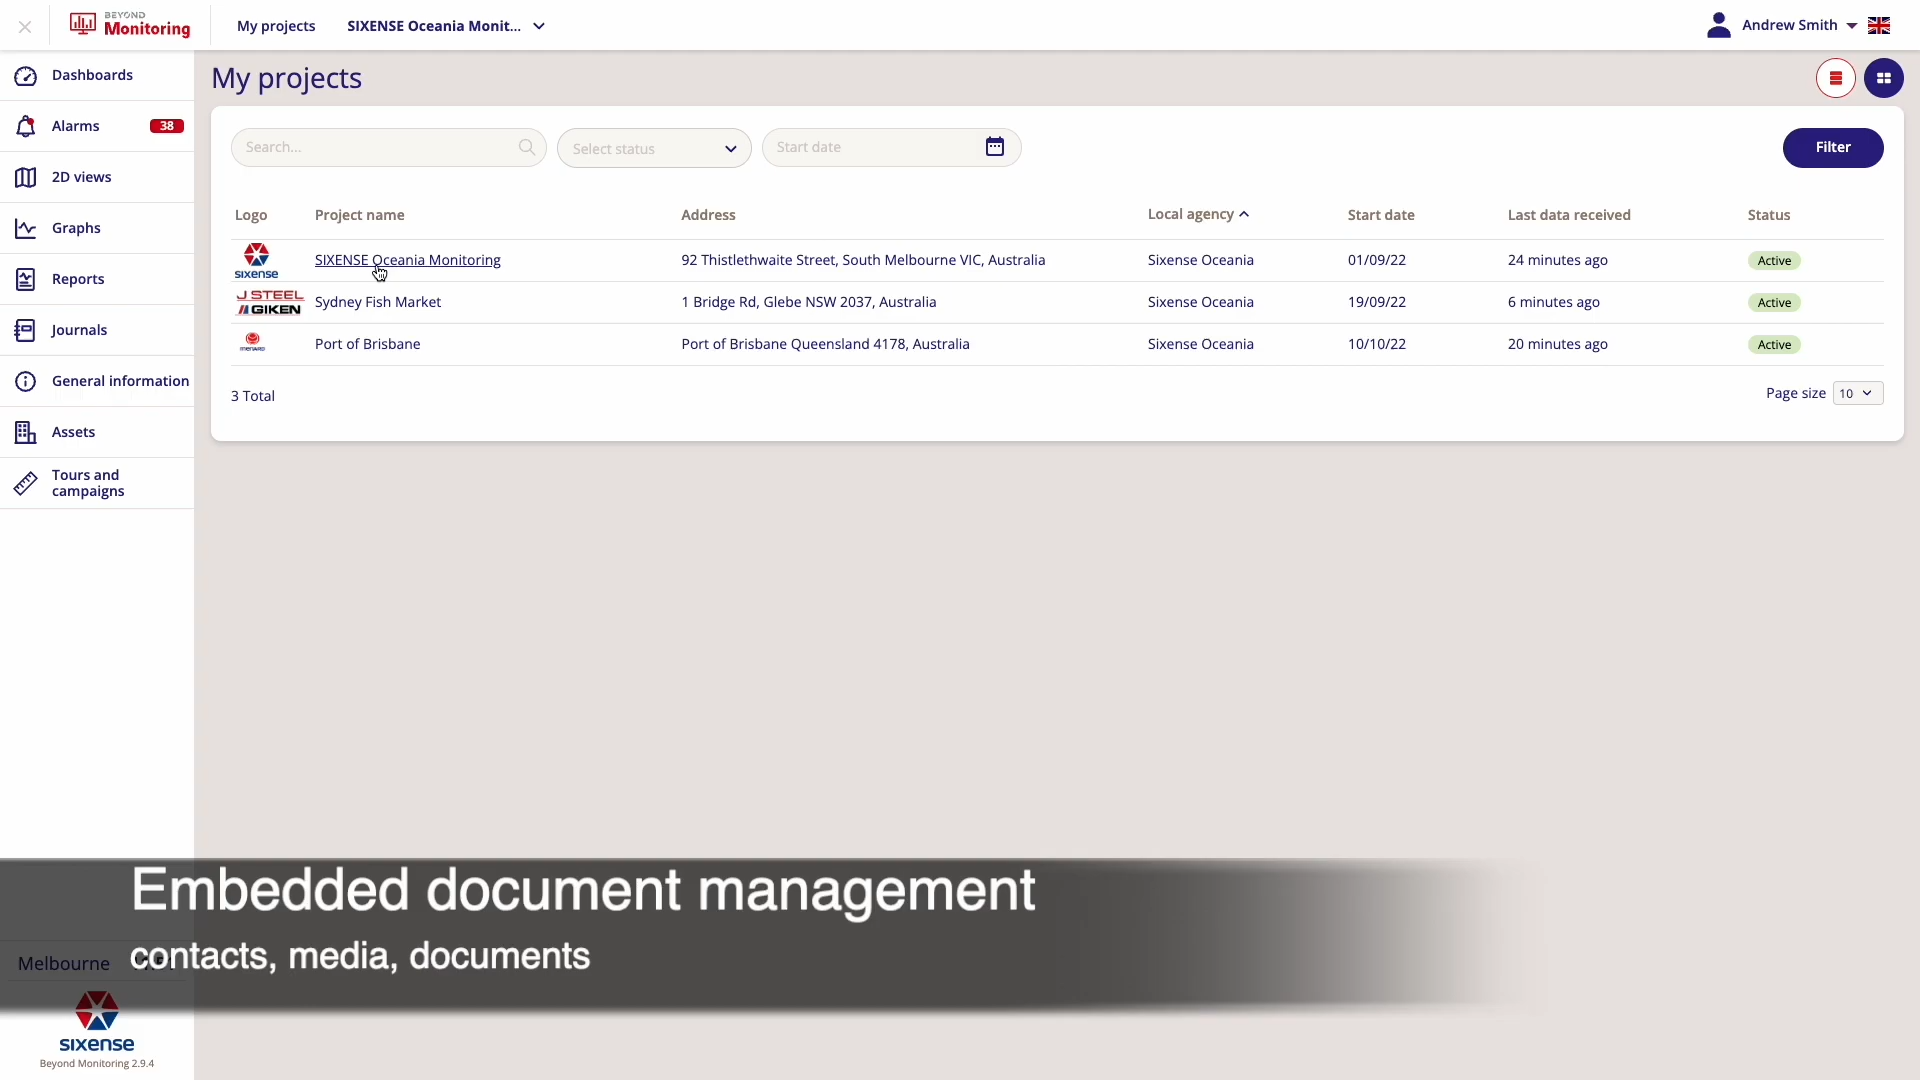 BEYOND
Monitoring
My projects
SIXENSE Oceania Monit...
Andrew Smith
Dashboards
Alarms
38
2D views
Graphs
Reports
Journals
General information
Assets
Tours and
campaigns
My projects
Search...
Select status
Start date
Filter
Logo Project name Address Local agency Start date Last data received Status
sixense SIXENSE Oceania Monitoring 92 Thistlethwaite Street, South Melbourne VIC, Australia Sixense Oceania 01/09/22 24 minutes ago Active
J STEEL
GIKEN Sydney Fish Market 1 Bridge Rd, Glebe NSW 2037, Australia Sixense Oceania 19/09/22 6 minutes ago Active
menard Port of Brisbane Port of Brisbane Queensland 4178, Australia Sixense Oceania 10/10/22 20 minutes ago Active
3 Total
Page size 10
Embedded document management
contacts, media, documents
Melbourne
sixense
Beyond Monitoring 2.9.4